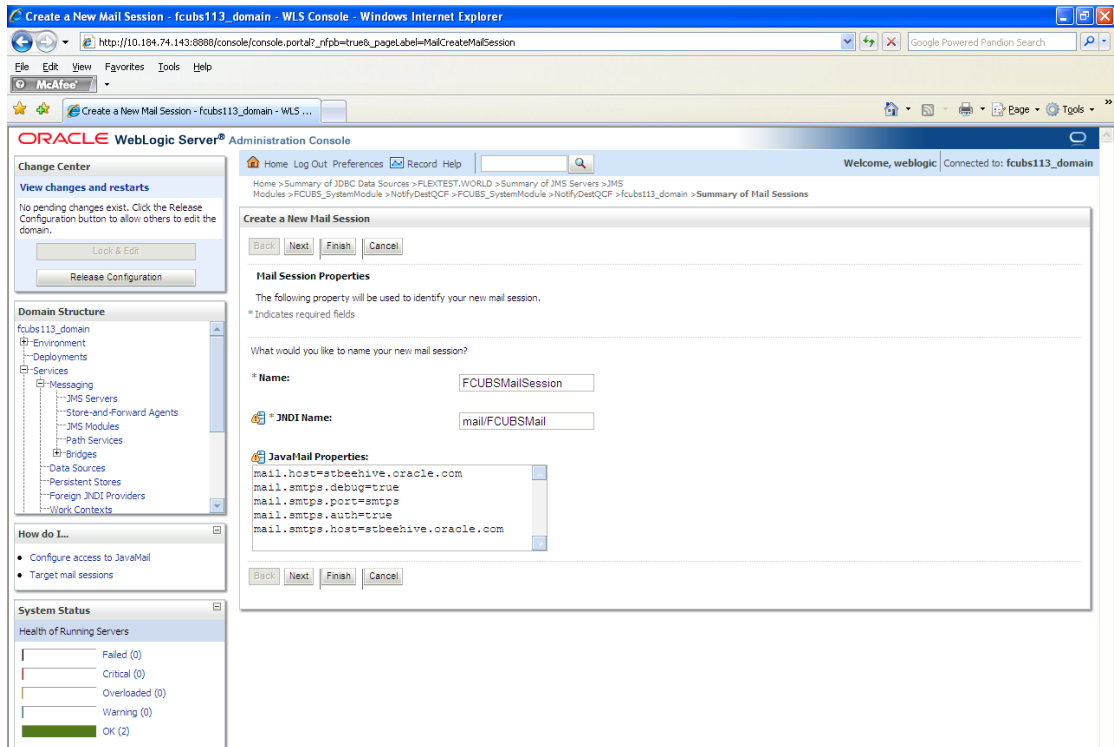 Create a New Mail Session - fcubs113_domain - WLS Console - Windows Internet Explorer
http://10.184.74.143:8888/console/console.portal?_nfpb=true&_pageLabel=MailCreateMailSession
Google Powered Pandion Search
File Edit View Favorites Tools Help
McAfee
Create a New Mail Session - fcubs113_domain - WLS ...
Page Tools
ORACLE WebLogic Server® Administration Console
Change Center
View changes and restarts
No pending changes exist. Click the Release
Configuration button to allow others to edit the
domain.
Lock & Edit
Release Configuration
Domain Structure
fcubs113_domain
Environment
Deployments
Services
Messaging
JMS Servers
Store-and-Forward Agents
JMS Modules
Path Services
Bridges
Data Sources
Persistent Stores
Foreign JNDI Providers
Work Contexts
How do I...
Configure access to JavaMail
Target mail sessions
System Status
Health of Running Servers
Failed (0)
Critical (0)
Overloaded (0)
Warning (0)
OK (2)
Home Log Out Preferences Record Help
Welcome, weblogic Connected to: fcubs113_domain
Home >Summary of JDBC Data Sources >FLEXTEST.WORLD >Summary of JMS Servers >JMS
Modules >FCUBS_SystemModule >NotifyDestQCF >FCUBS_SystemModule >NotifyDestQCF >fcubs113_domain >Summary of Mail Sessions
Create a New Mail Session
Back Next Finish Cancel
Mail Session Properties
The following property will be used to identify your new mail session.
* Indicates required fields
What would you like to name your new mail session?
* Name: FCUBSMailSession
* JNDI Name: mail/FCUBSMail
JavaMail Properties:
mail.host=stbeehive.oracle.com
mail.smtps.debug=true
mail.smtps.port=smtps
mail.smtps.auth=true
mail.smtps.host=stbeehive.oracle.com
Back Next Finish Cancel